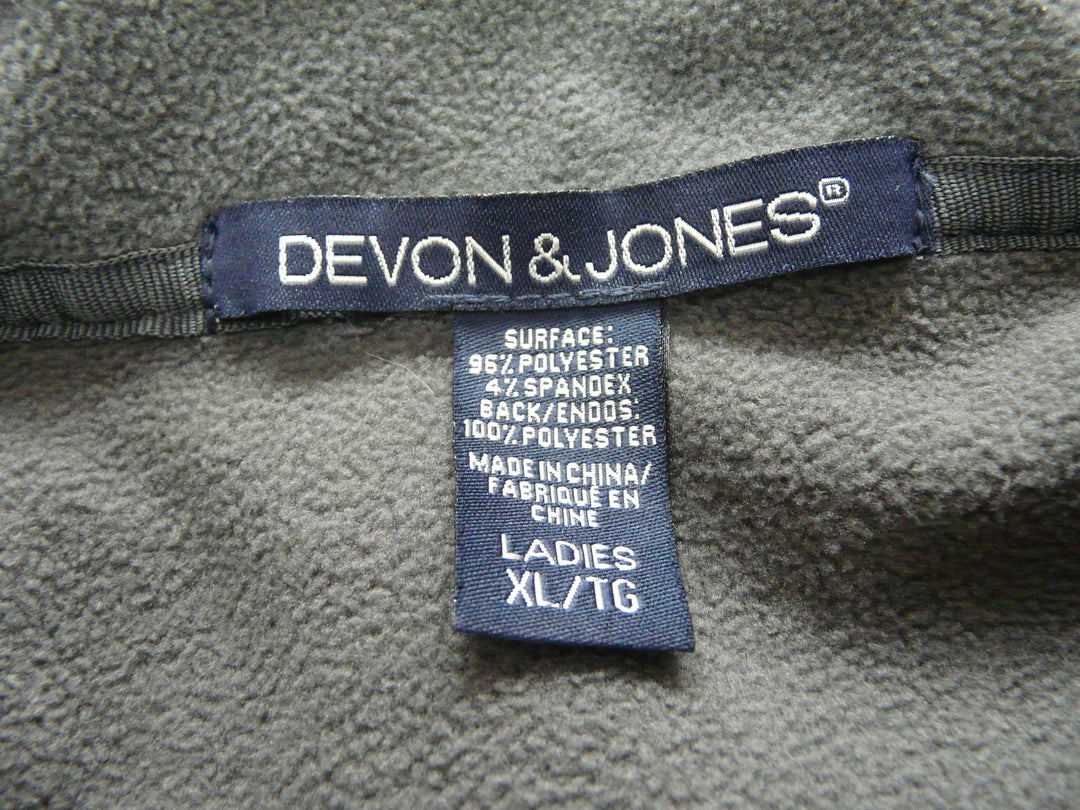 DEVON & JONES®
SURFACE:
96% POLYESTER
4% SPANDEX
BACK/ENDOS:
100% POLYESTER
MADE IN CHINA/
FABRIQUÉ EN
CHINE
LADIES
XL/TG